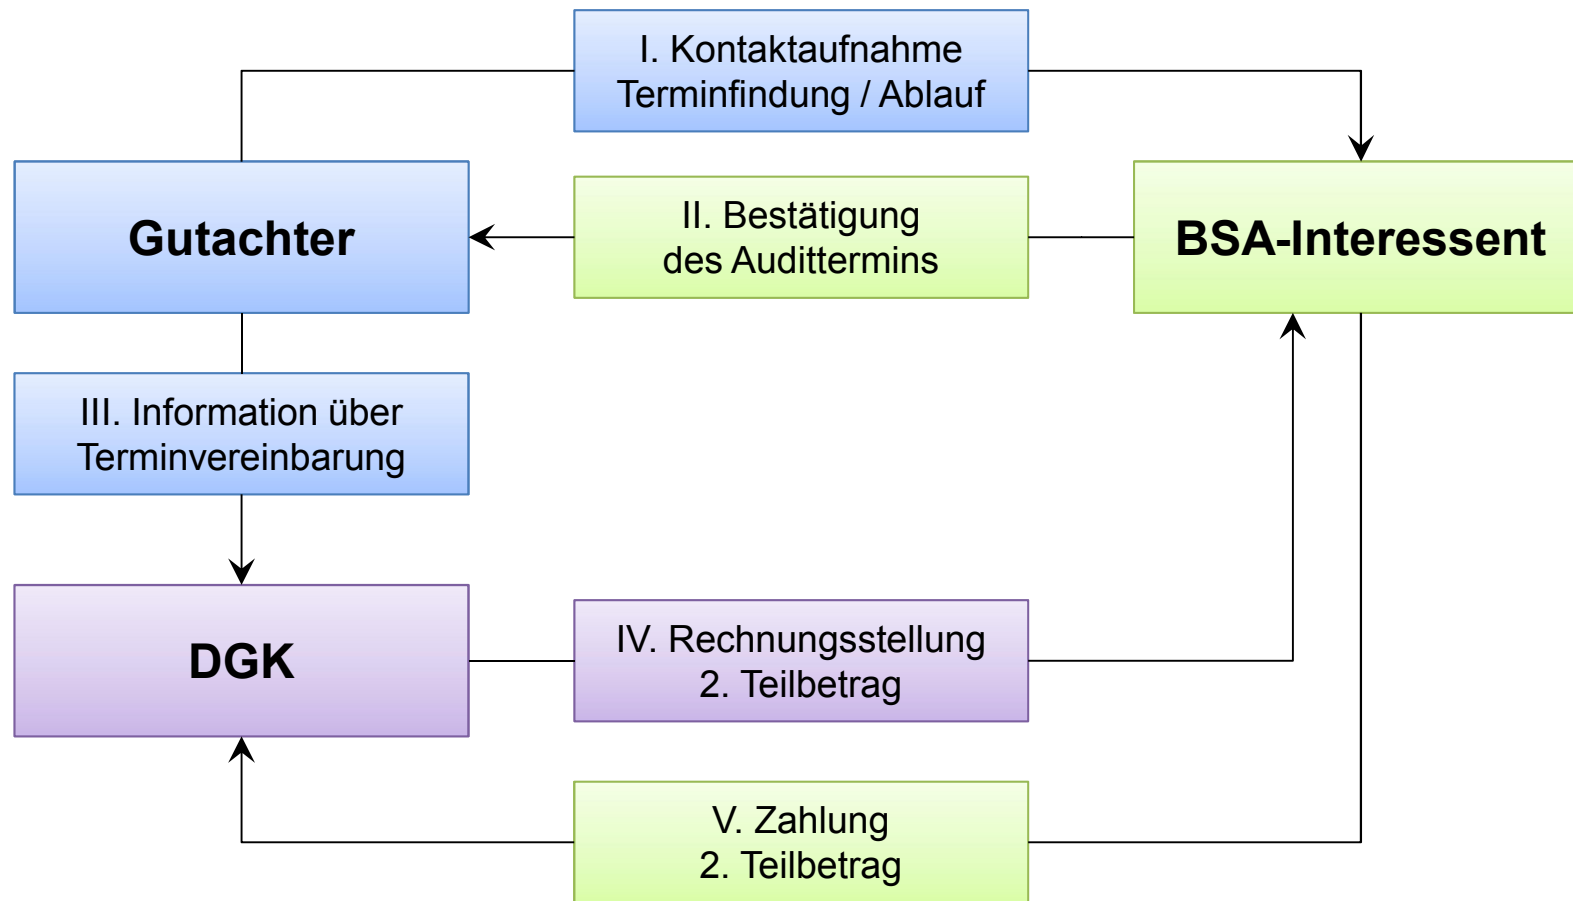 I. Kontaktaufnahme
Terminfindung / Ablauf
Gutachter
II. Bestätigung
des Audittermins
BSA-Interessent
III. Information über
Terminvereinbarung
DGK
IV. Rechnungsstellung
2. Teilbetrag
V. Zahlung
2. Teilbetrag